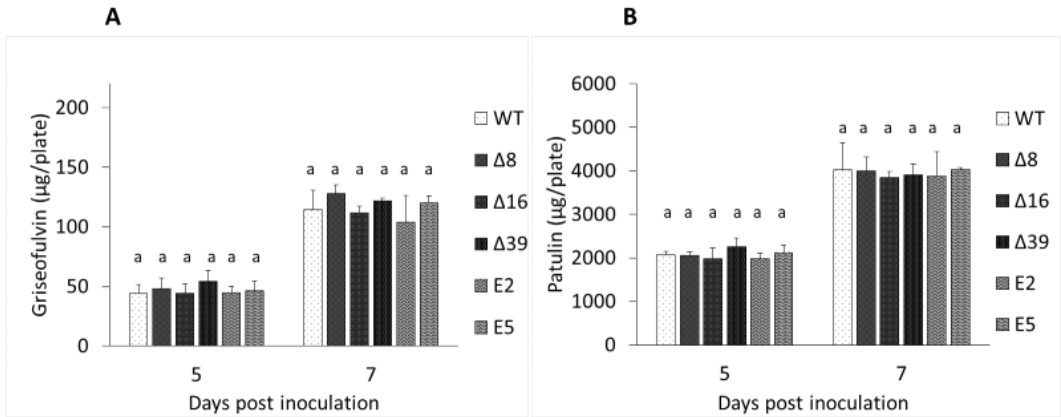 A
Griseofulvin (µg/plate)
200
150
100
50
0
a a a a a a
a a a a a a
5 7
Days post inoculation
WT
Δ8
Δ16
Δ39
E2
E5
B
Patulin (µg/plate)
6000
5000
4000
3000
2000
1000
0
a a a a a a
a a a a a a
5 7
Days post inoculation
WT
Δ8
Δ16
Δ39
E2
E5